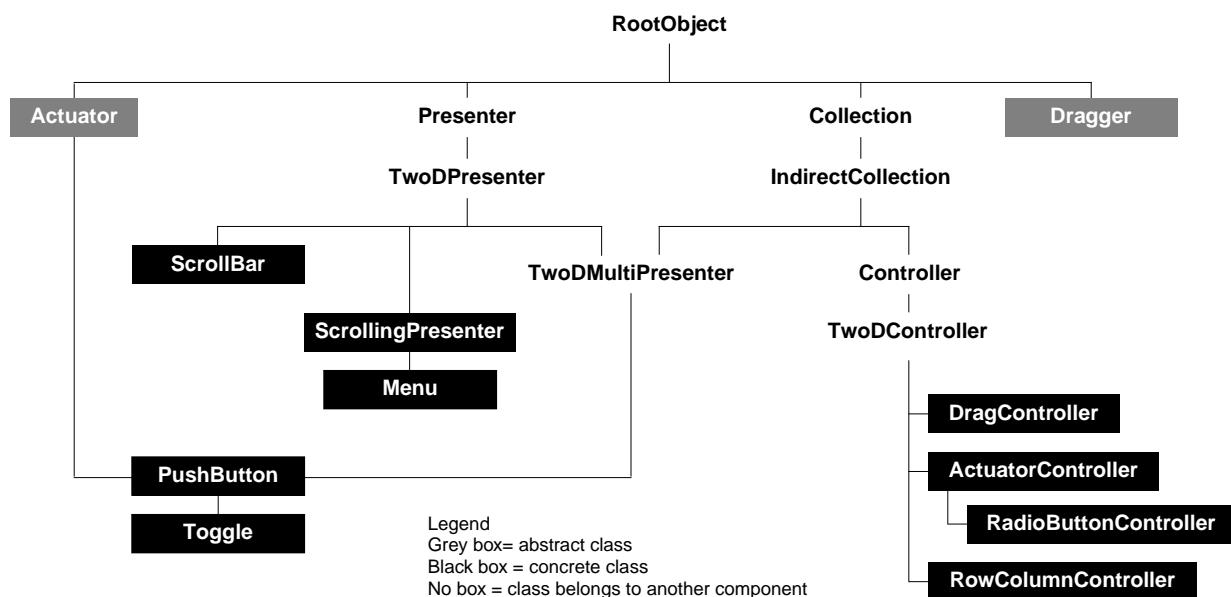 RootObject
Actuator
Presenter
Collection
Dragger
TwoDPresenter
IndirectCollection
ScrollBar
TwoDMultiPresenter
Controller
ScrollingPresenter
TwoDController
Menu
DragController
PushButton
ActuatorController
Toggle
RadioButtonController
RowColumnController
Legend
Grey box= abstract class
Black box = concrete class
No box = class belongs to another component